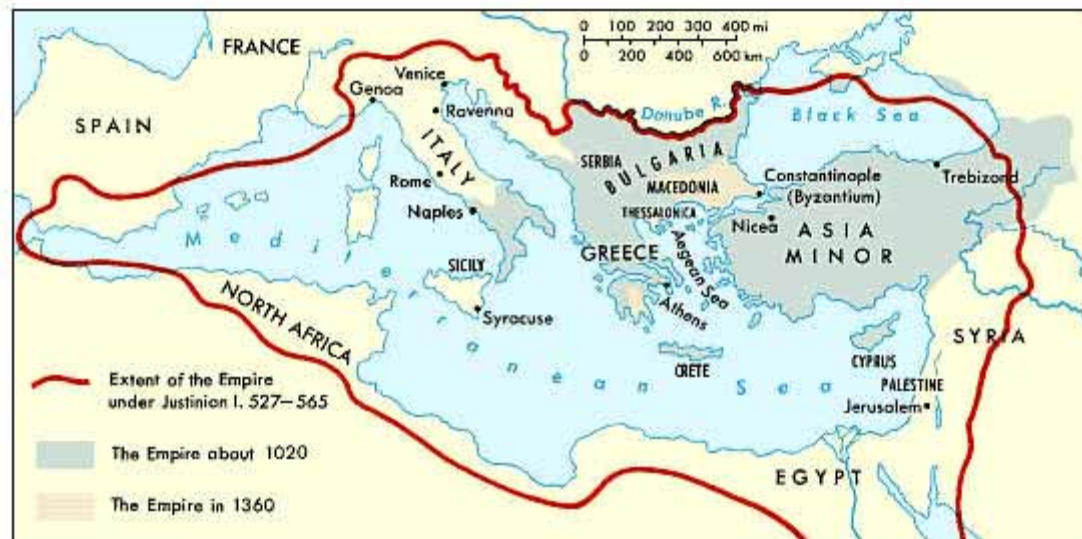 FRANCE
SPAIN
Genoa
Venice
Ravenna
ITALY
Rome
Naples
SICILY
Syracuse
NORTH AFRICA
Mediterranean Sea
0 100 200 300 400 mi
0 200 400 600 km
Danube R.
Black Sea
SERBIA
BULGARIA
MACEDONIA
THESSALONICA
Constantinople
(Byzantium)
Trebizond
Nicea
ASIA
MINOR
GREECE
Aegean Sea
Athens
CRETE
CYPRUS
SYRIA
PALESTINE
Jerusalem
EGYPT
Extent of the Empire
under Justinian I. 527–565
The Empire about 1020
The Empire in 1360